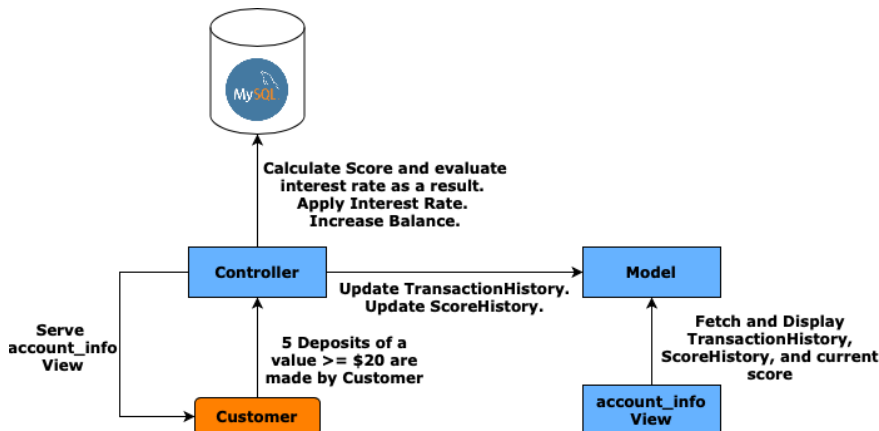 MySQL
Calculate Score and evaluate
interest rate as a result.
Apply Interest Rate.
Increase Balance.
Controller
Model
Update TransactionHistory.
Update ScoreHistory.
Serve
account_info
View
5 Deposits of a
value >= $20 are
made by Customer
Fetch and Display
TransactionHistory,
ScoreHistory, and current
score
Customer
account_info
View